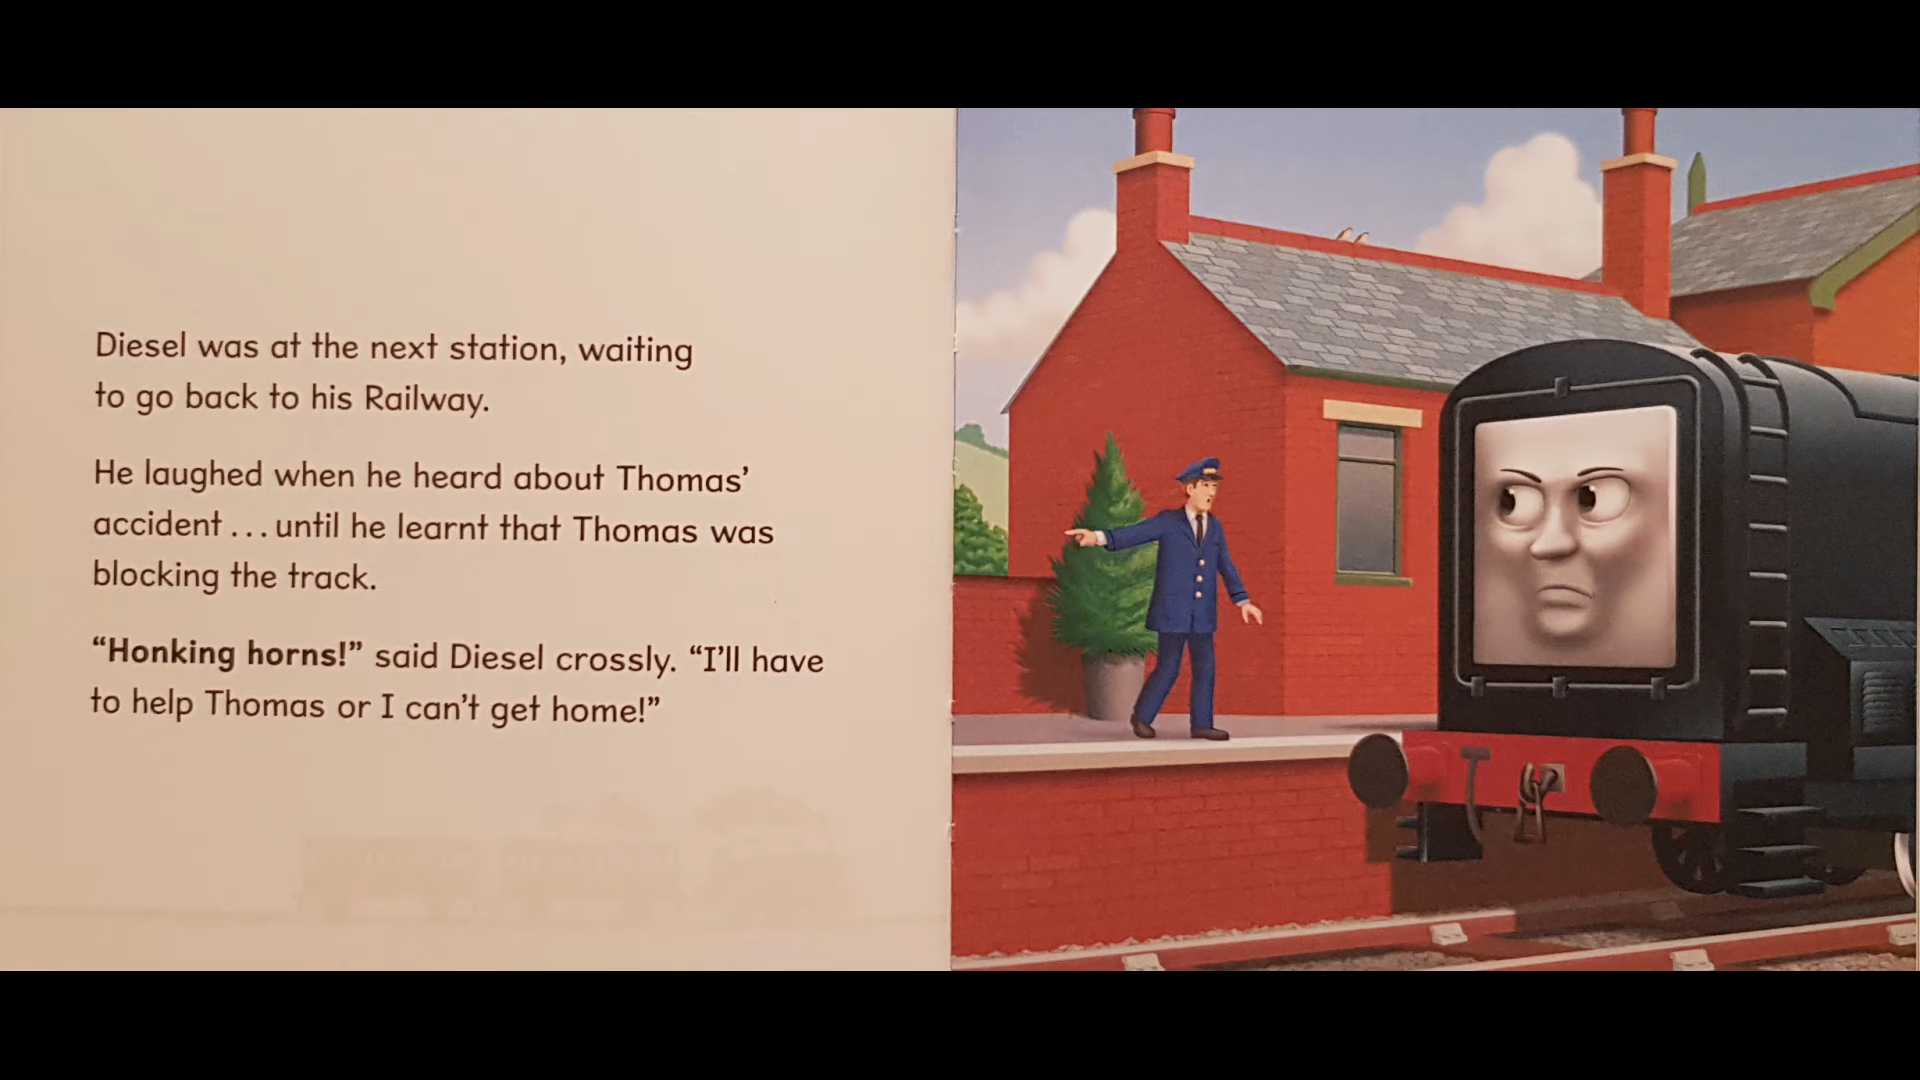 Diesel was at the next station, waiting
to go back to his Railway.
He laughed when he heard about Thomas’
accident . . . until he learnt that Thomas was
blocking the track.
“Honking horns!” said Diesel crossly. “I’ll have
to help Thomas or I can’t get home!”